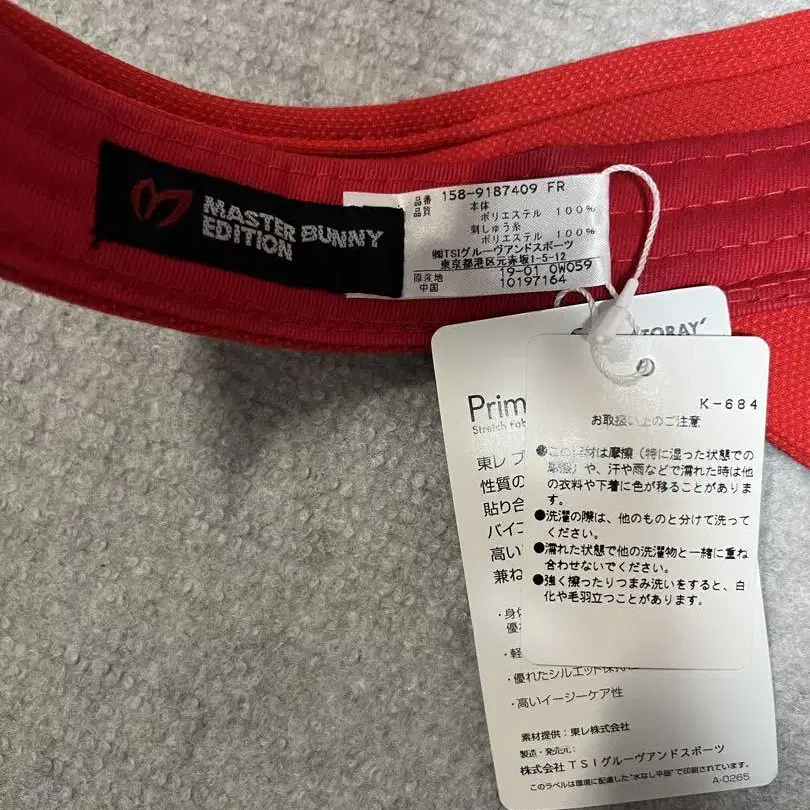 MASTER BUNNY
EDITION
品番 158-9187409 FR
品質 本体
ポリエステル 100%
刺しゅう糸
ポリエステル 100%
㈱TSIグルーヴアンドスポーツ
東京都港区元赤坂1-5-12
原産地 19-01 0W059
中国 10197164
TORAY
Prim
Stretch fab
東レ プ
性質の
貼り合
バイコ
高い
兼ね
・身体
優れ
・軽
・優れたシルエット保持性
・高いイージーケア性
素材提供：東レ株式会社
製造・発売元：
株式会社TSIグルーヴアンドスポーツ
このラベルは環境に配慮した“水なし平版”で印刷されています
A-0265
K-684
お取扱い上のご注意
この素材は摩擦（特に湿った状態での
摩擦）や、汗や雨などで濡れた時は他
の衣料や下着に色が移ることがありま
す。
●洗濯の際は、他のものと分けて洗って
ください。
●濡れた状態で他の洗濯物と一緒に重ね
合わせないでください。
●強く擦ったりつまみ洗いをすると、白
化や毛羽立つことがあります。